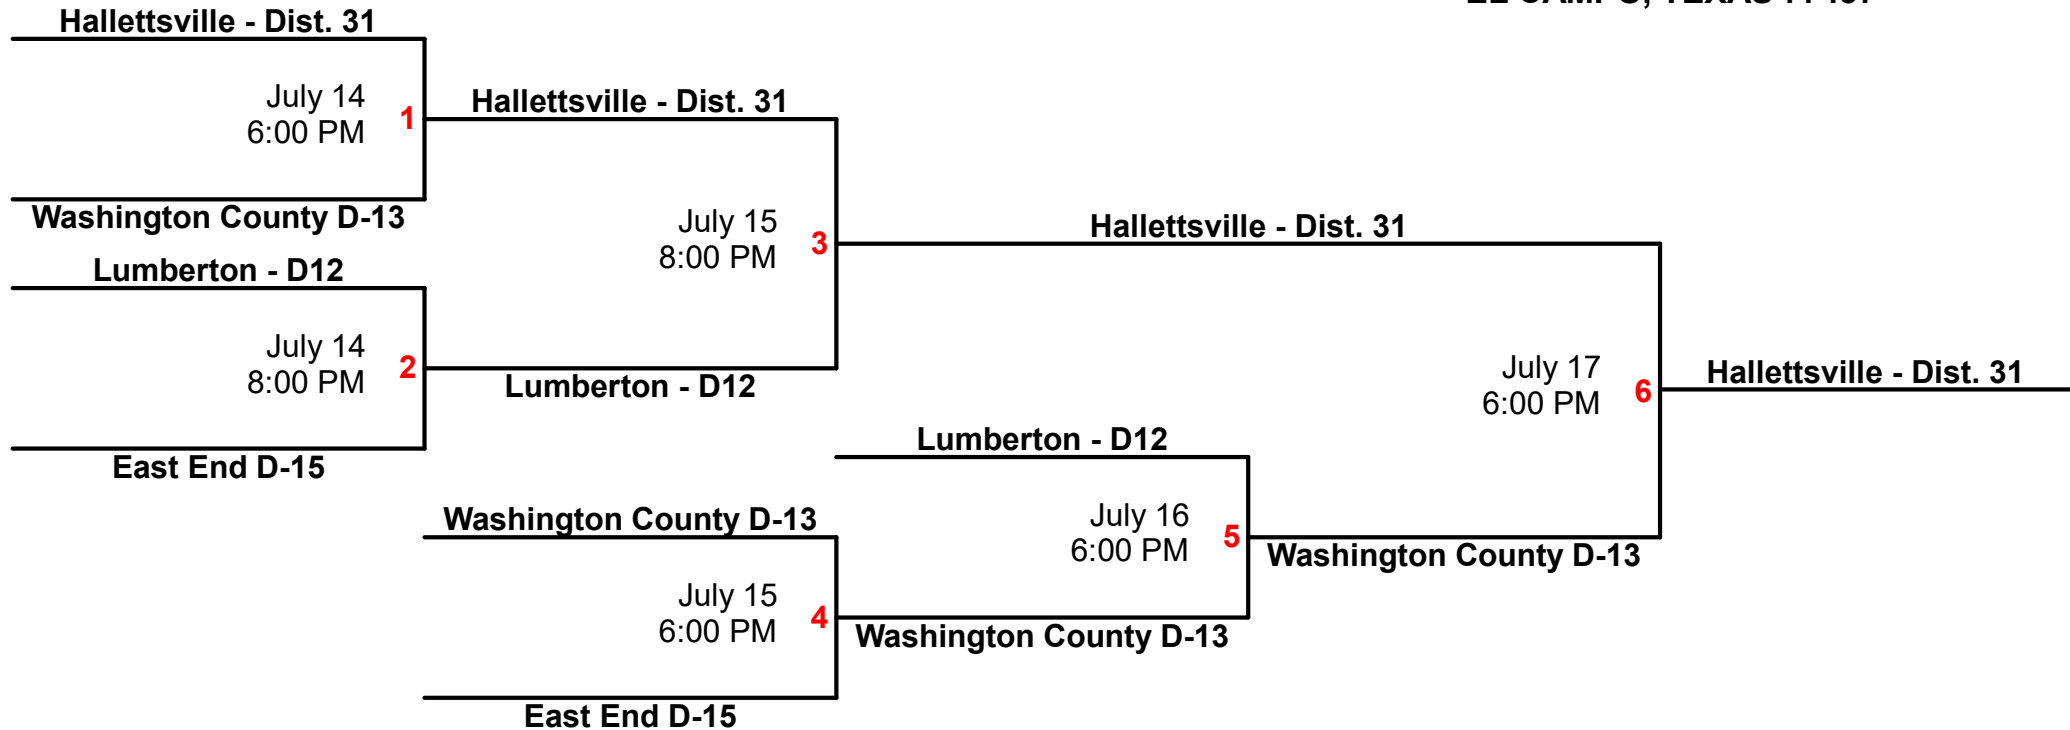 Hallettsville - Dist. 31
July 14
6:00 PM
1
Washington County D-13
Hallettsville - Dist. 31
Lumberton - D12
July 14
8:00 PM
2
East End D-15
July 15
8:00 PM
3
Lumberton - D12
Hallettsville - Dist. 31
Washington County D-13
July 15
6:00 PM
4
East End D-15
Lumberton - D12
July 16
6:00 PM
5
Washington County D-13
Washington County D-13
July 17
6:00 PM
6
Hallettsville - Dist. 31